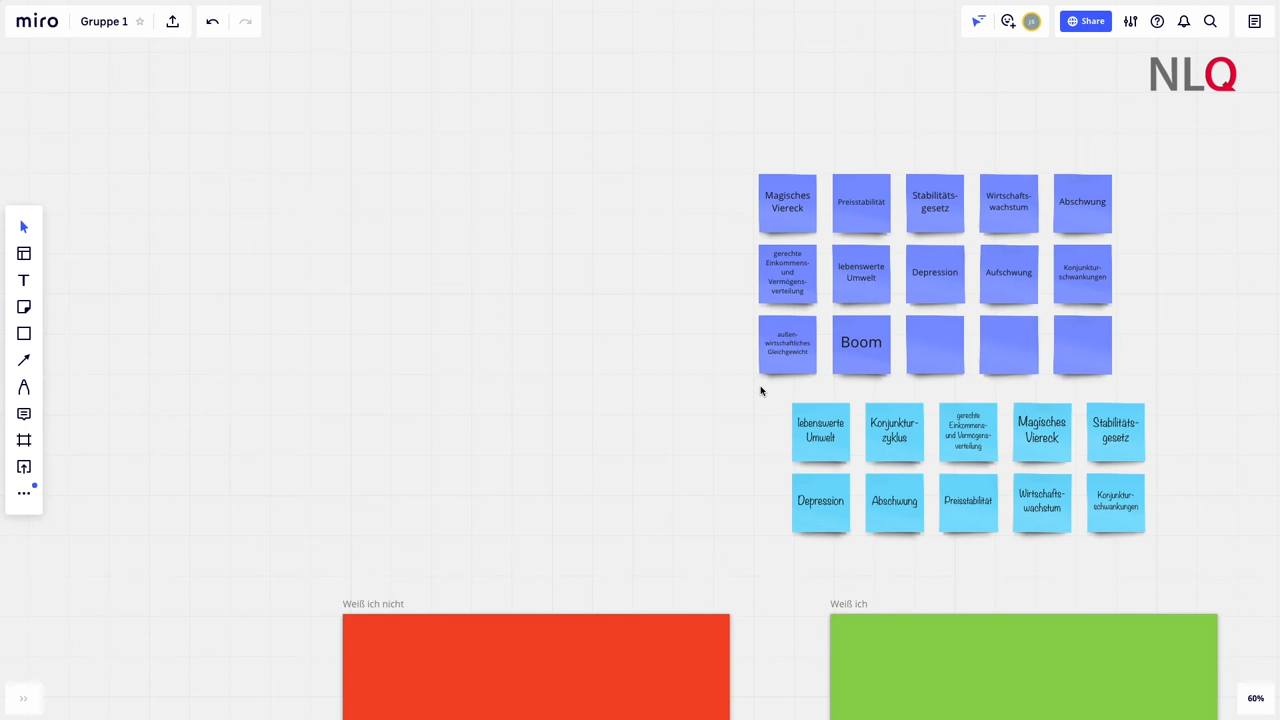 miro
Gruppe 1
js
Share
NLQ
Magisches
Viereck
Preisstabilität
Stabilitäts-
gesetz
Wirtschafts-
wachstum
Abschwung
gerechte
Einkommens-
und
Vermögens-
verteilung
lebenswerte
Umwelt
Depression
Aufschwung
Konjunktur-
schwankungen
außen-
wirtschaftliches
Gleichgewicht
Boom
lebenswerte
Umwelt
Konjunktur-
zyklus
gerechte
Einkommens-
und Vermögens-
verteilung
Magisches
Viereck
Stabilitäts-
gesetz
Depression
Abschwung
Preisstabilität
Wirtschafts-
wachstum
Konjunktur-
schwankungen
Weiß ich nicht
Weiß ich
60%